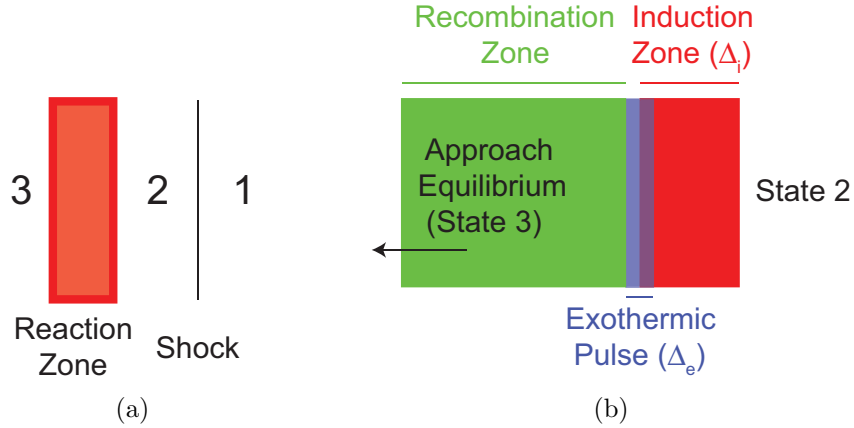 3
2
1
Reaction
Zone
Shock
(a)
Recombination
Zone
Induction
Zone (Δi)
Approach
Equilibrium
(State 3)
State 2
Exothermic
Pulse (Δe)
(b)